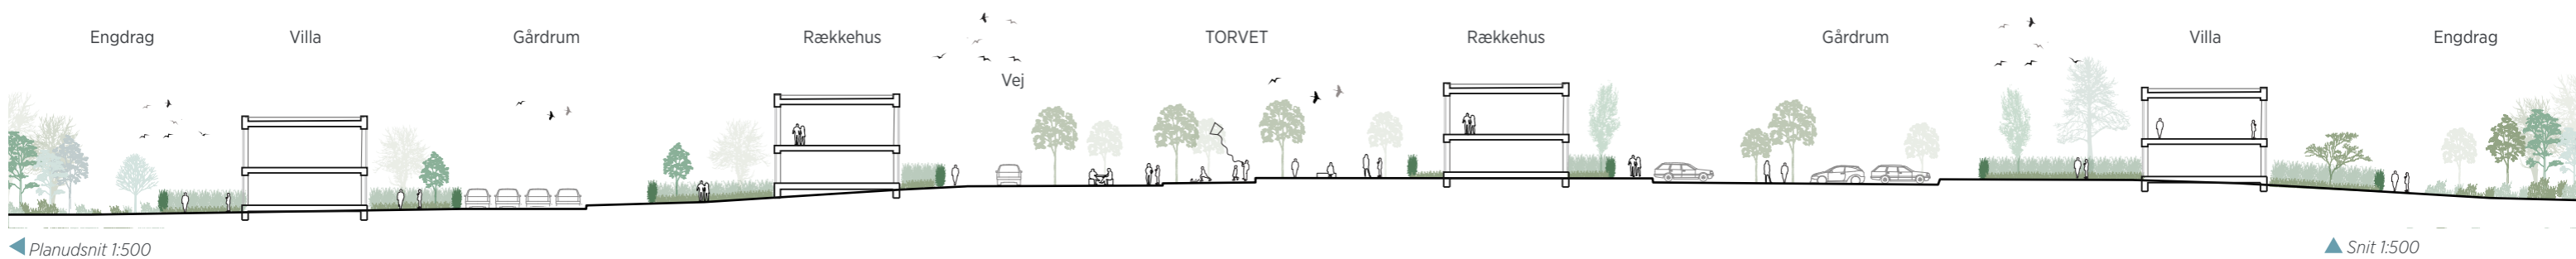 Engdrag
Villa
Gårdrum
Rækkehus
Vej
TORVET
Rækkehus
Gårdrum
Villa
Engdrag
Planudsnit 1:500
Snit 1:500